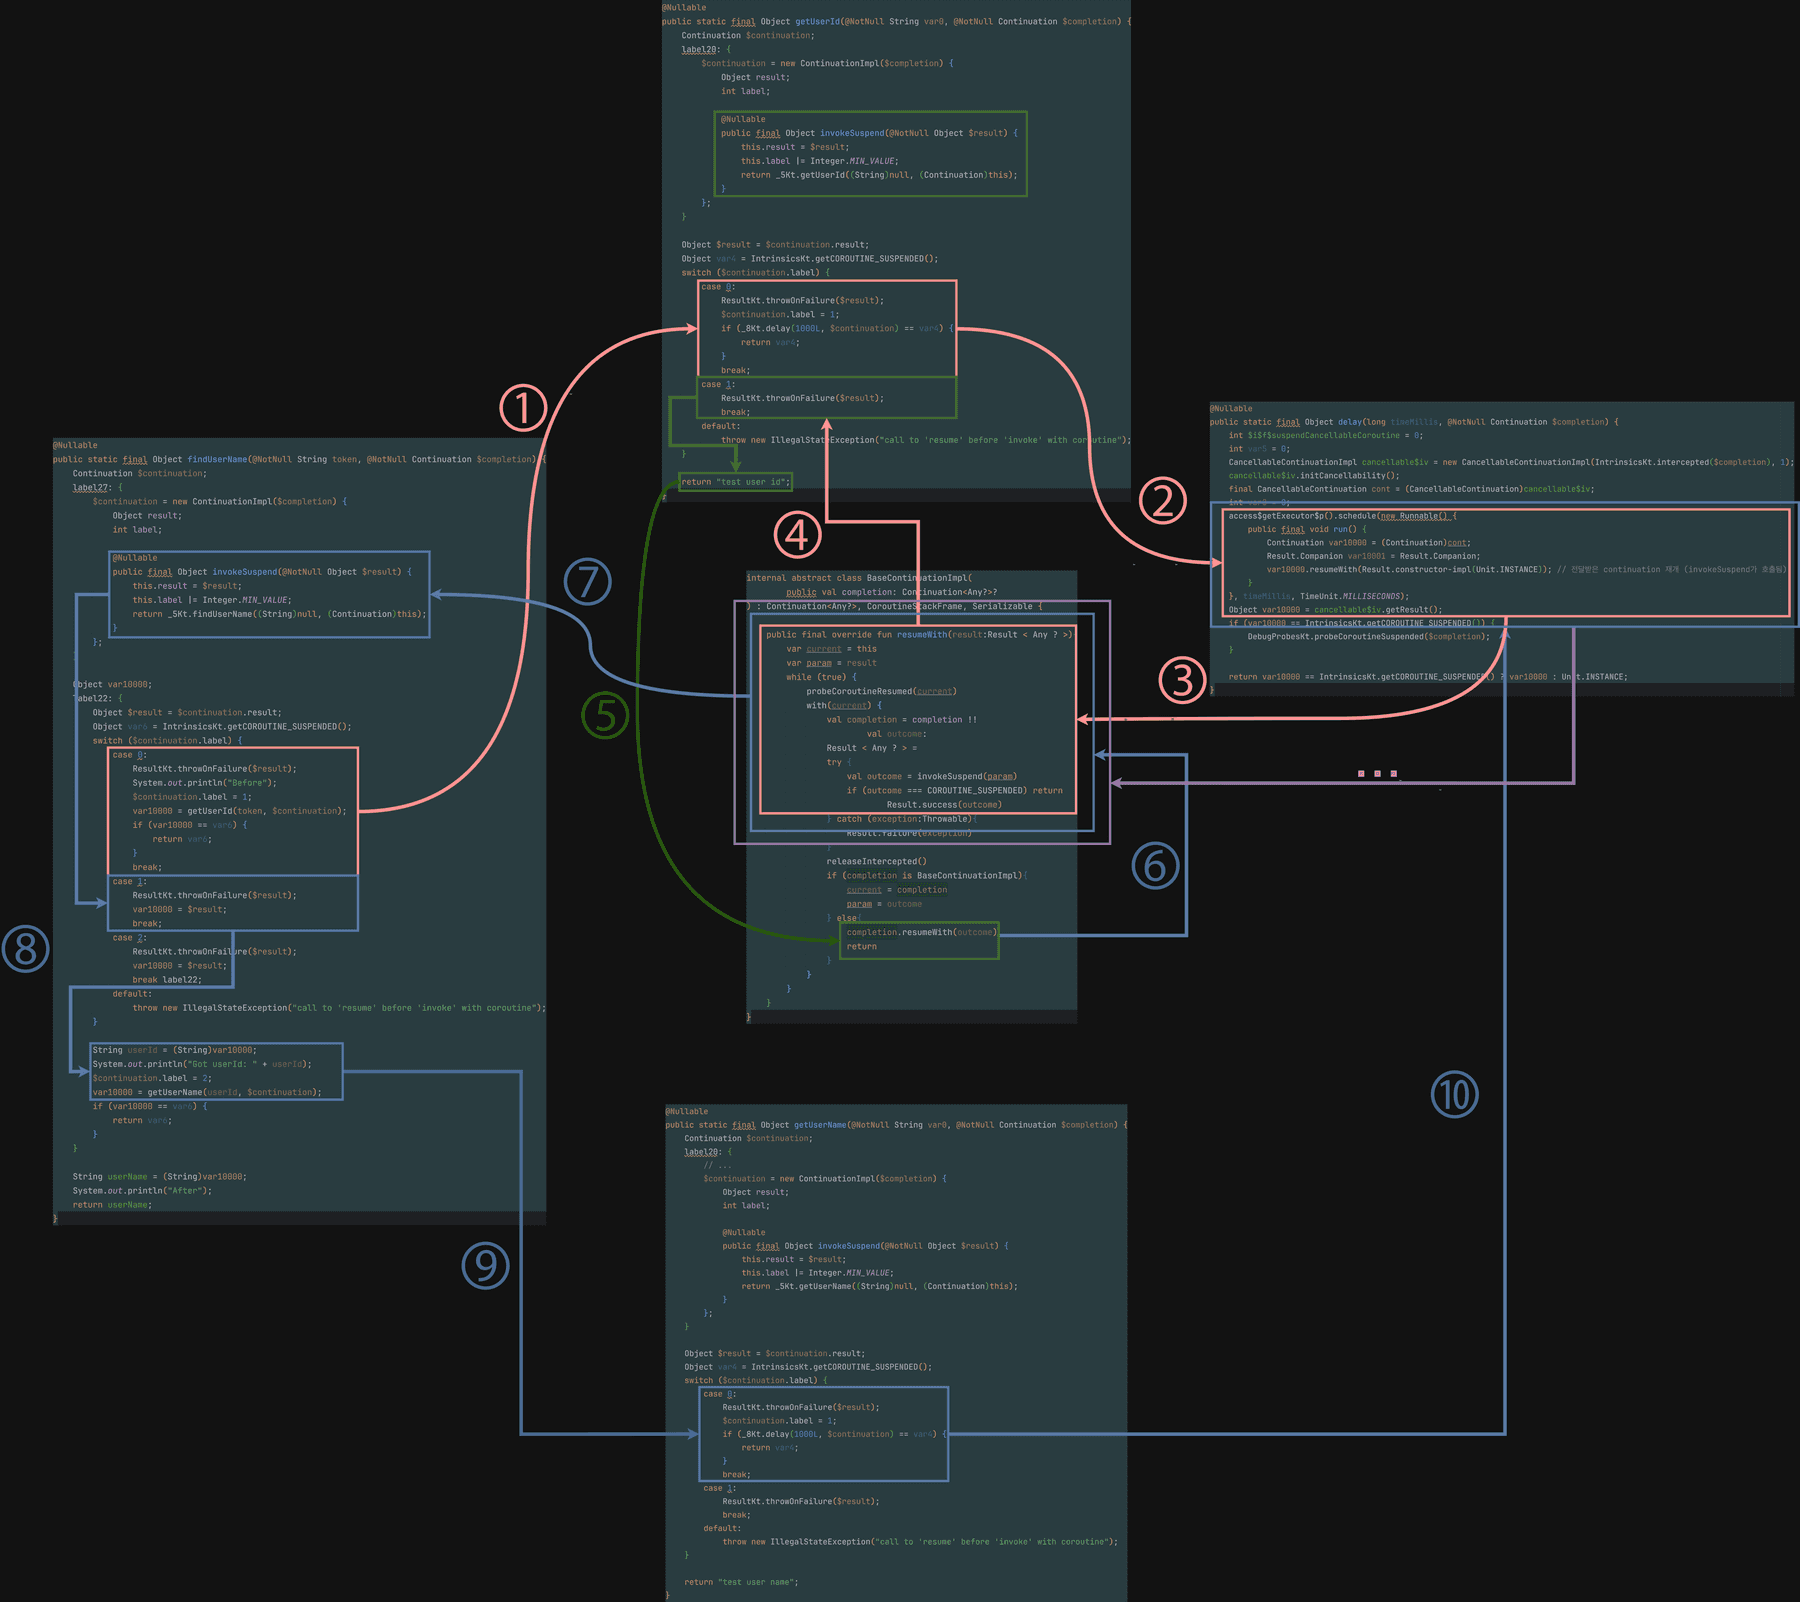 @Nullable
public static final Object getUserId(@NotNull String var0, @NotNull Continuation $completion) {
Continuation $continuation;
label20: {
$continuation = new ContinuationImpl($completion) {
Object result;
int label;
@Nullable
public final Object invokeSuspend(@NotNull Object $result) {
this.result = $result;
this.label |= Integer.MIN_VALUE;
return _5Kt.getUserId((String)null, (Continuation)this);
}
};
}
Object $result = $continuation.result;
Object var4 = IntrinsicsKt.getCOROUTINE_SUSPENDED();
switch ($continuation.label) {
case 0:
ResultKt.throwOnFailure($result);
$continuation.label = 1;
if (_8Kt.delay(1000L, $continuation) == var4) {
return var4;
}
break;
case 1:
ResultKt.throwOnFailure($result);
break;
default:
throw new IllegalStateException("call to 'resume' before 'invoke' with coroutine");
}
return "test user id";
}
①
②
③
④
⑤
⑥
⑦
⑧
⑨
⑩
@Nullable
public static final Object findUserName(@NotNull String token, @NotNull Continuation $completion) {
Continuation $continuation;
label27: {
$continuation = new ContinuationImpl($completion) {
Object result;
int label;
@Nullable
public final Object invokeSuspend(@NotNull Object $result) {
this.result = $result;
this.label |= Integer.MIN_VALUE;
return _5Kt.findUserName((String)null, (Continuation)this);
}
};
}
Object var10000;
label22: {
Object $result = $continuation.result;
Object var6 = IntrinsicsKt.getCOROUTINE_SUSPENDED();
switch ($continuation.label) {
case 0:
ResultKt.throwOnFailure($result);
System.out.println("Before");
$continuation.label = 1;
var10000 = getUserId(token, $continuation);
if (var10000 == var6) {
return var6;
}
break;
case 1:
ResultKt.throwOnFailure($result);
var10000 = $result;
break;
case 2:
ResultKt.throwOnFailure($result);
var10000 = $result;
break label22;
default:
throw new IllegalStateException("call to 'resume' before 'invoke' with coroutine");
}
String userId = (String)var10000;
System.out.println("Got userId: " + userId);
$continuation.label = 2;
var10000 = getUserName(userId, $continuation);
if (var10000 == var6) {
return var6;
}
}
String userName = (String)var10000;
System.out.println("After");
return userName;
}
@Nullable
public static final Object delay(long timeMillis, @NotNull Continuation $completion) {
int $i$f$suspendCancellableCoroutine = 0;
int var5 = 0;
CancellableContinuationImpl cancellable$iv = new CancellableContinuationImpl(IntrinsicsKt.intercepted($completion), 1);
cancellable$iv.initCancellability();
final CancellableContinuation cont = (CancellableContinuation)cancellable$iv;
access$getExecutor$p().schedule(new Runnable() {
public final void run() {
Continuation var10000 = (Continuation)cont;
Result.Companion var10001 = Result.Companion;
var10000.resumeWith(Result.constructor-impl(Unit.INSTANCE)); // 전달받은 continuation 재개 (invokeSuspend가 호출됨)
}
}, timeMillis, TimeUnit.MILLISECONDS);
Object var10000 = cancellable$iv.getResult();
if (var10000 == IntrinsicsKt.getCOROUTINE_SUSPENDED()) {
DebugProbesKt.probeCoroutineSuspended($completion);
}
return var10000 == IntrinsicsKt.getCOROUTINE_SUSPENDED() ? var10000 : Unit.INSTANCE;
}
internal abstract class BaseContinuationImpl(
public val completion: Continuation<Any?>?
) : Continuation<Any?>, CoroutineStackFrame, Serializable {
public final override fun resumeWith(result:Result < Any ? >)
var current = this
var param = result
while (true) {
probeCoroutineResumed(current)
with(current) {
val completion = completion !!
val outcome:
Result < Any ? > =
try {
val outcome = invokeSuspend(param)
if (outcome === COROUTINE_SUSPENDED) return
Result.success(outcome)
} catch (exception:Throwable){
Result.failure(exception)
}
releaseIntercepted()
if (completion is BaseContinuationImpl){
current = completion
param = outcome
} else{
completion.resumeWith(outcome)
return
}
}
}
}
}
@Nullable
public static final Object getUserName(@NotNull String var0, @NotNull Continuation $completion) {
Continuation $continuation;
label20: {
// ...
$continuation = new ContinuationImpl($completion) {
Object result;
int label;
@Nullable
public final Object invokeSuspend(@NotNull Object $result) {
this.result = $result;
this.label |= Integer.MIN_VALUE;
return _5Kt.getUserName((String)null, (Continuation)this);
}
};
}
Object $result = $continuation.result;
Object var4 = IntrinsicsKt.getCOROUTINE_SUSPENDED();
switch ($continuation.label) {
case 0:
ResultKt.throwOnFailure($result);
$continuation.label = 1;
if (_8Kt.delay(1000L, $continuation) == var4) {
return var4;
}
break;
case 1:
ResultKt.throwOnFailure($result);
break;
default:
throw new IllegalStateException("call to 'resume' before 'invoke' with coroutine");
}
return "test user name";
}